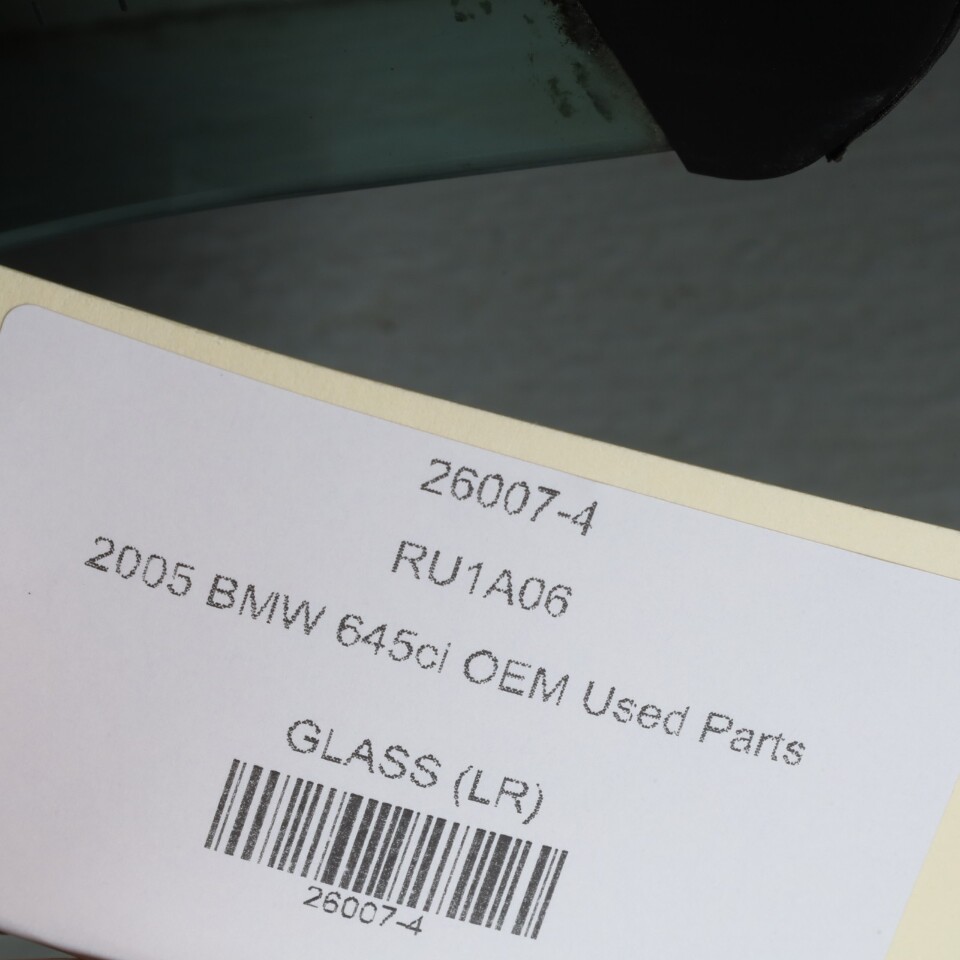 26007-4
RU1A06
2005 BMW 645ci OEM Used Parts
GLASS (LR)
26007-4